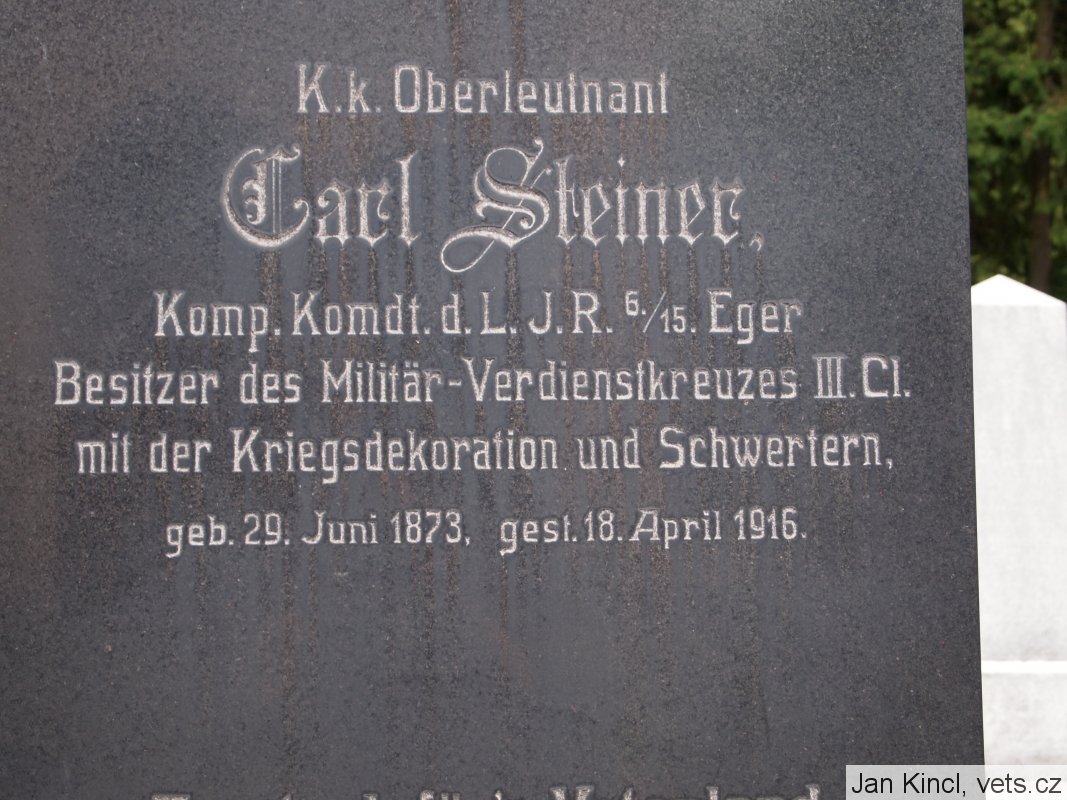 K.k. Oberleutnant
Carl Steiner,
Komp. Komdt. d. L. J. R. 6./15. Eger
Besitzer des Militär-Verdienstkreuzes III. Cl.
mit der Kriegsdekoration und Schwertern,
geb. 29. Juni 1873, gest. 18. April 1916.
Jan Kincl, vets.cz